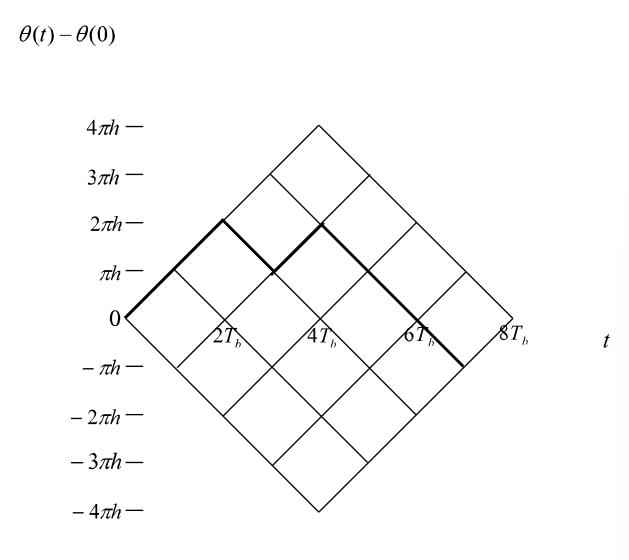 θ(t) – θ(0)
4πh
3πh
2πh
πh
0
2T_b 4T_b 6T_b 8T_b t
– πh
– 2πh
– 3πh
– 4πh